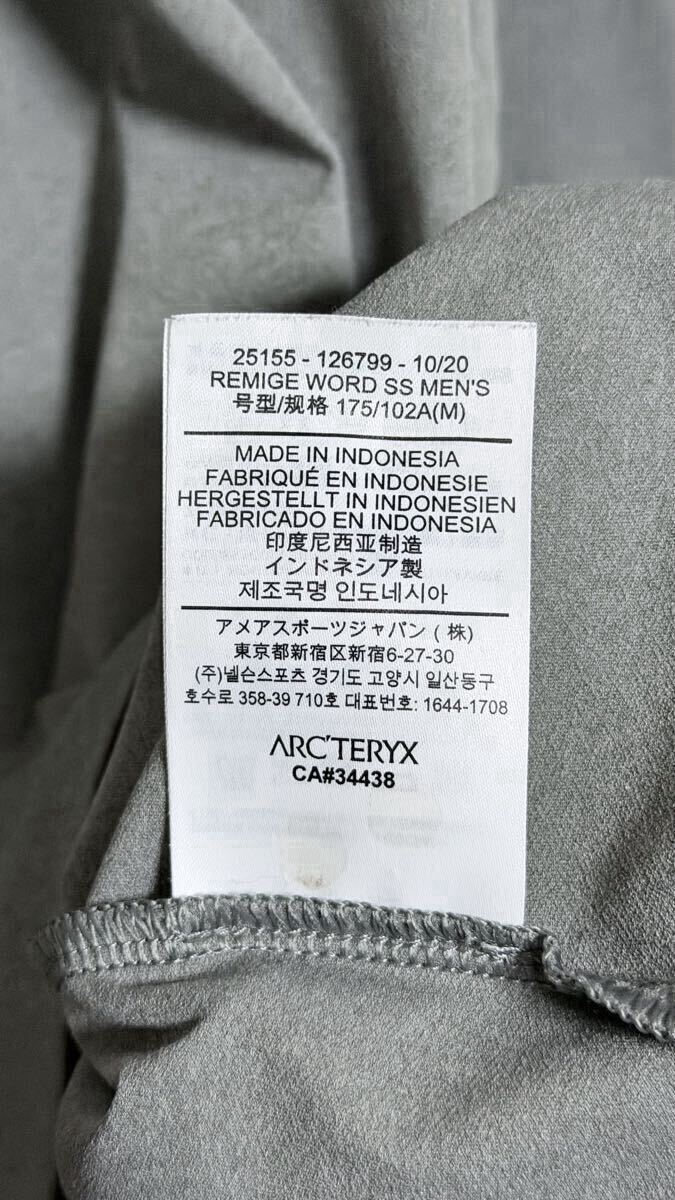 25155 - 126799 - 10/20
REMIGE WORD SS MEN'S
号型/规格 175/102A(M)
MADE IN INDONESIA
FABRIQUÉ EN INDONESIE
HERGESTELLT IN INDONESIEN
FABRICADO EN INDONESIA
印度尼西亚制造
インドネシア製
제조국명 인도네시아
アメアスポーツジャパン ( 株)
東京都新宿区新宿6-27-30
(주)넬슨스포츠 경기도 고양시 일산동구
호수로 358-39 710호 대표번호: 1644-1708
ARC'TERYX
CA#34438